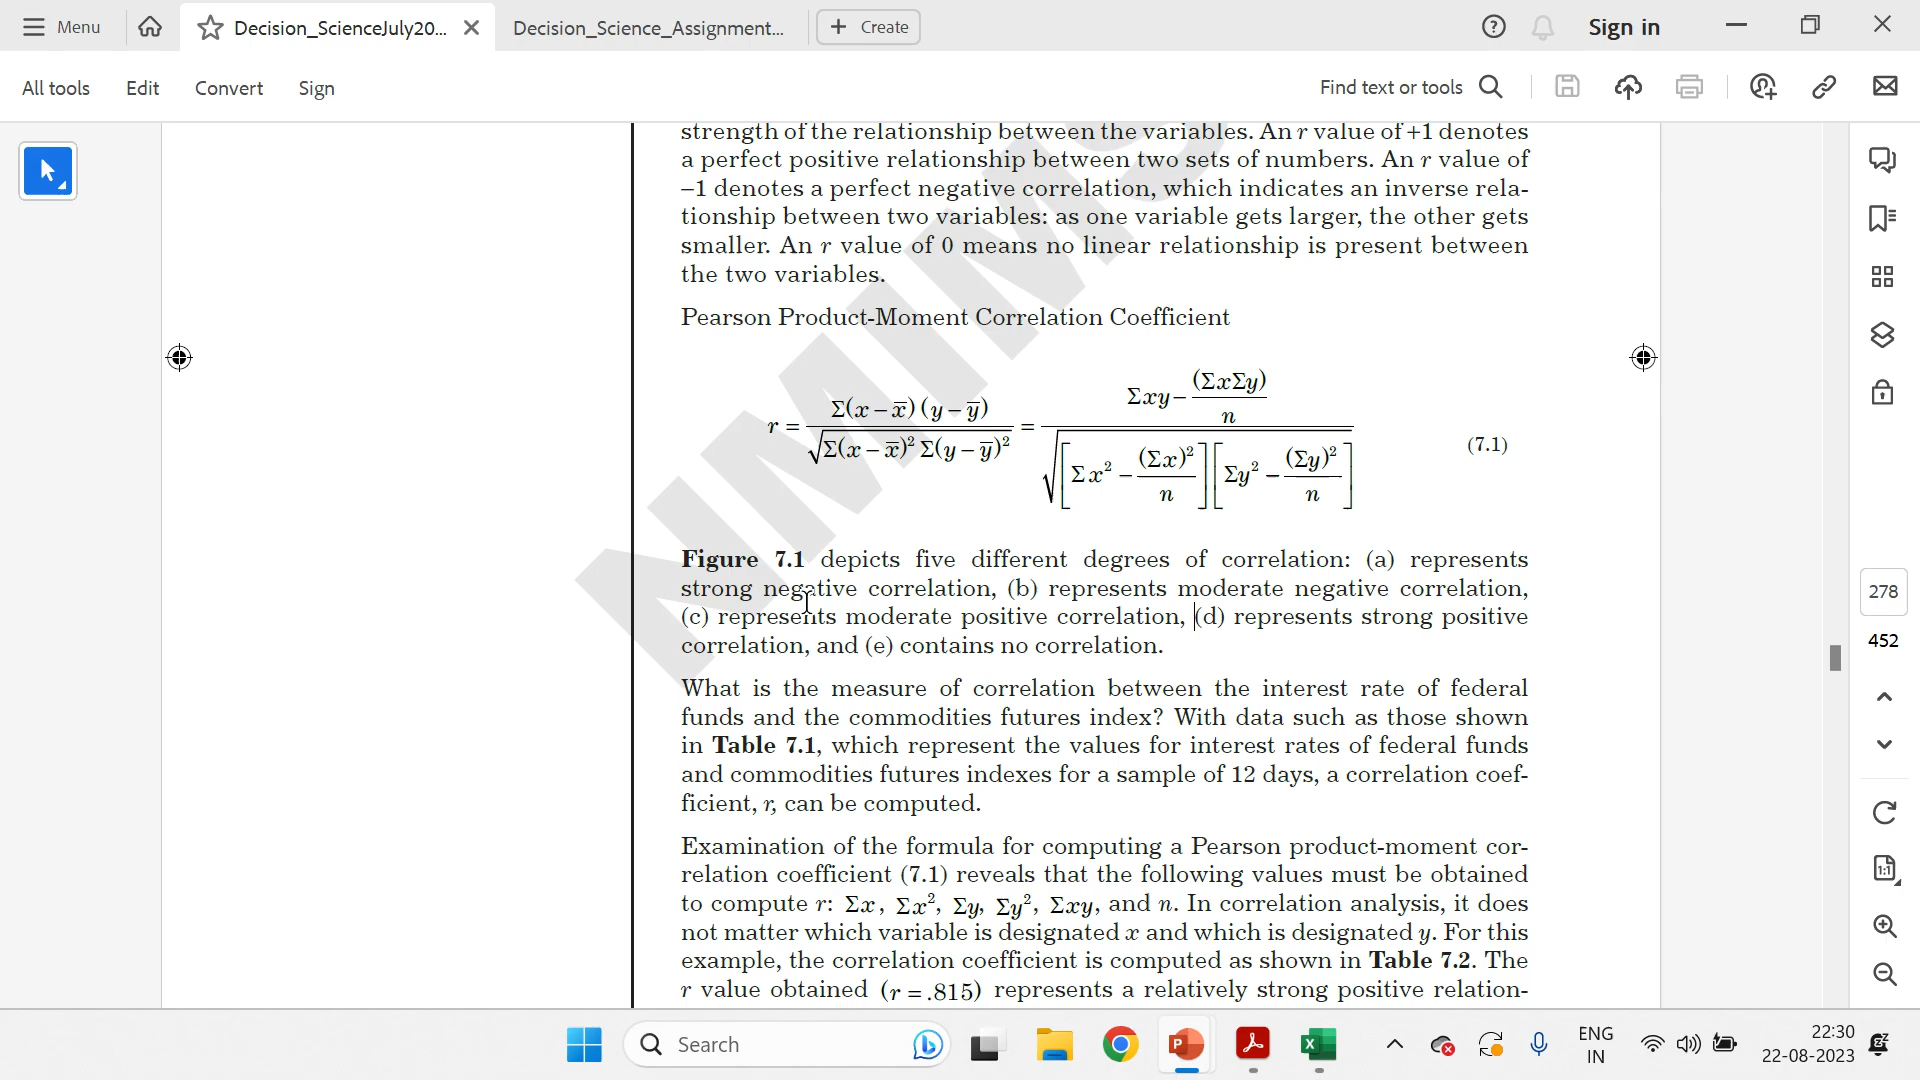 Menu
Decision_ScienceJuly20...
Decision_Science_Assignment...
Create
Sign in
All tools
Edit
Convert
Sign
Find text or tools
strength of the relationship between the variables. An r value of +1 denotes
a perfect positive relationship between two sets of numbers. An r value of
–1 denotes a perfect negative correlation, which indicates an inverse rela-
tionship between two variables: as one variable gets larger, the other gets
smaller. An r value of 0 means no linear relationship is present between
the two variables.
Pearson Product-Moment Correlation Coefficient
r = Σ(x – x̅) (y – y̅) / √Σ(x – x̅)² Σ(y – y̅)² = Σxy – (ΣxΣy)/n / √[Σx² – (Σx)²/n][Σy² – (Σy)²/n] (7.1)
Figure 7.1 depicts five different degrees of correlation: (a) represents
strong negative correlation, (b) represents moderate negative correlation,
(c) represents moderate positive correlation, (d) represents strong positive
correlation, and (e) contains no correlation.
What is the measure of correlation between the interest rate of federal
funds and the commodities futures index? With data such as those shown
in Table 7.1, which represent the values for interest rates of federal funds
and commodities futures indexes for a sample of 12 days, a correlation coef-
ficient, r, can be computed.
Examination of the formula for computing a Pearson product-moment cor-
relation coefficient (7.1) reveals that the following values must be obtained
to compute r: Σx, Σx², Σy, Σy², Σxy, and n. In correlation analysis, it does
not matter which variable is designated x and which is designated y. For this
example, the correlation coefficient is computed as shown in Table 7.2. The
r value obtained (r = .815) represents a relatively strong positive relation-
NMIMS
278
452
1:1
Search
ENG
IN
22:30
22-08-2023